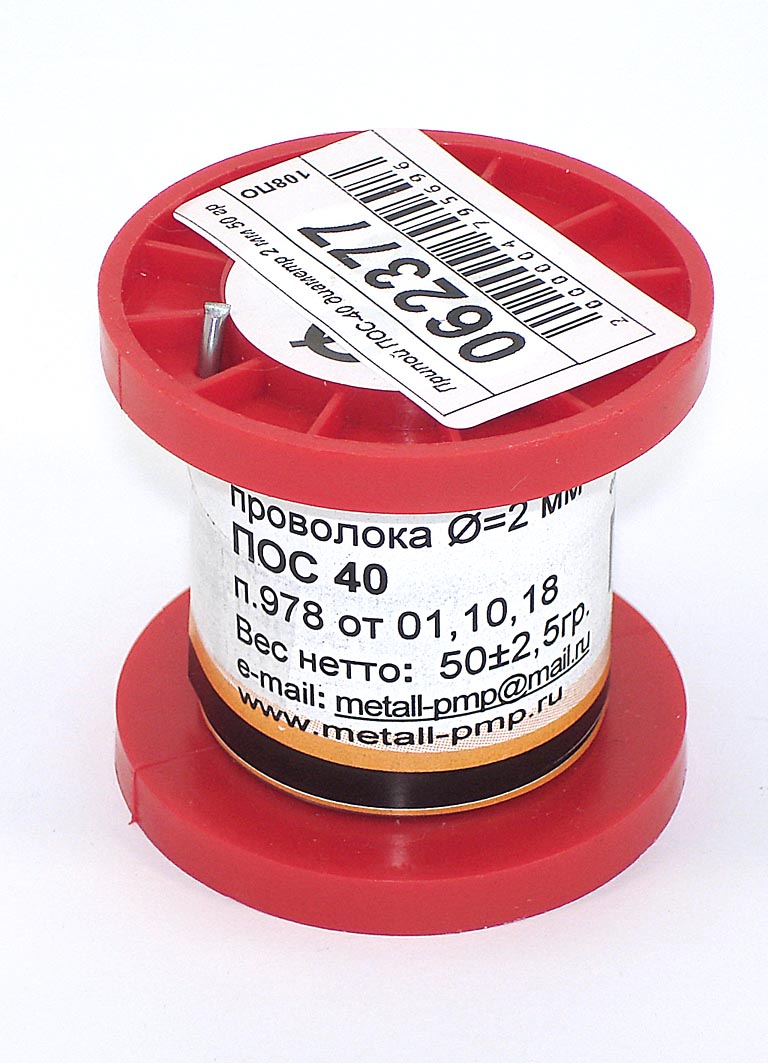 Припой ПОС-40 диаметр 2 мм 50 гр
062377
2000004795696
108ПО
проволока Ø=2 мм
ПОС 40
п.978 от 01,10,18
Вес нетто: 50±2,5гр.
e-mail: metall-pmp@mail.ru
www.metall-pmp.ru